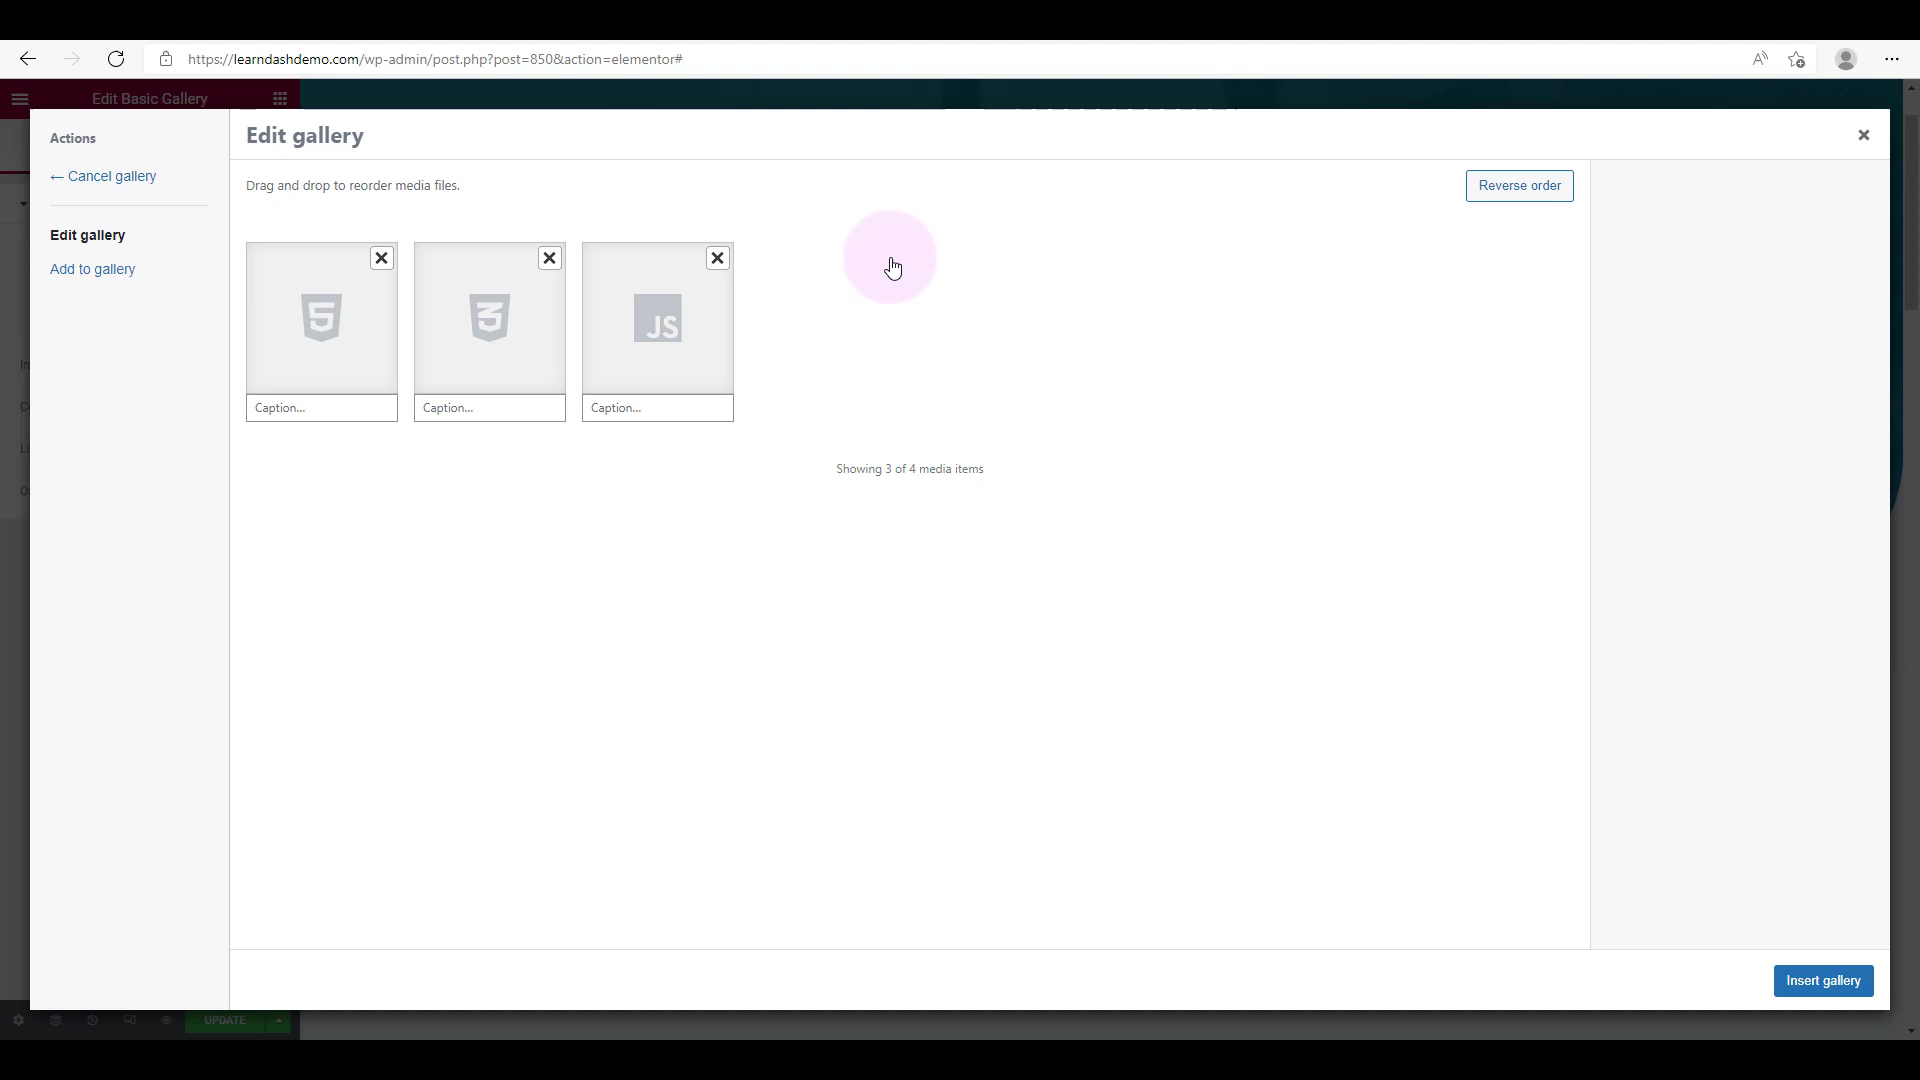 https://learndashdemo.com/wp-admin/post.php?post=850&action=elementor#
Edit Basic Gallery
Actions
← Cancel gallery
Edit gallery
Add to gallery
Edit gallery
Drag and drop to reorder media files.
Reverse order
5
3
JS
Caption...
Caption...
Caption...
Showing 3 of 4 media items
Insert gallery
UPDATE